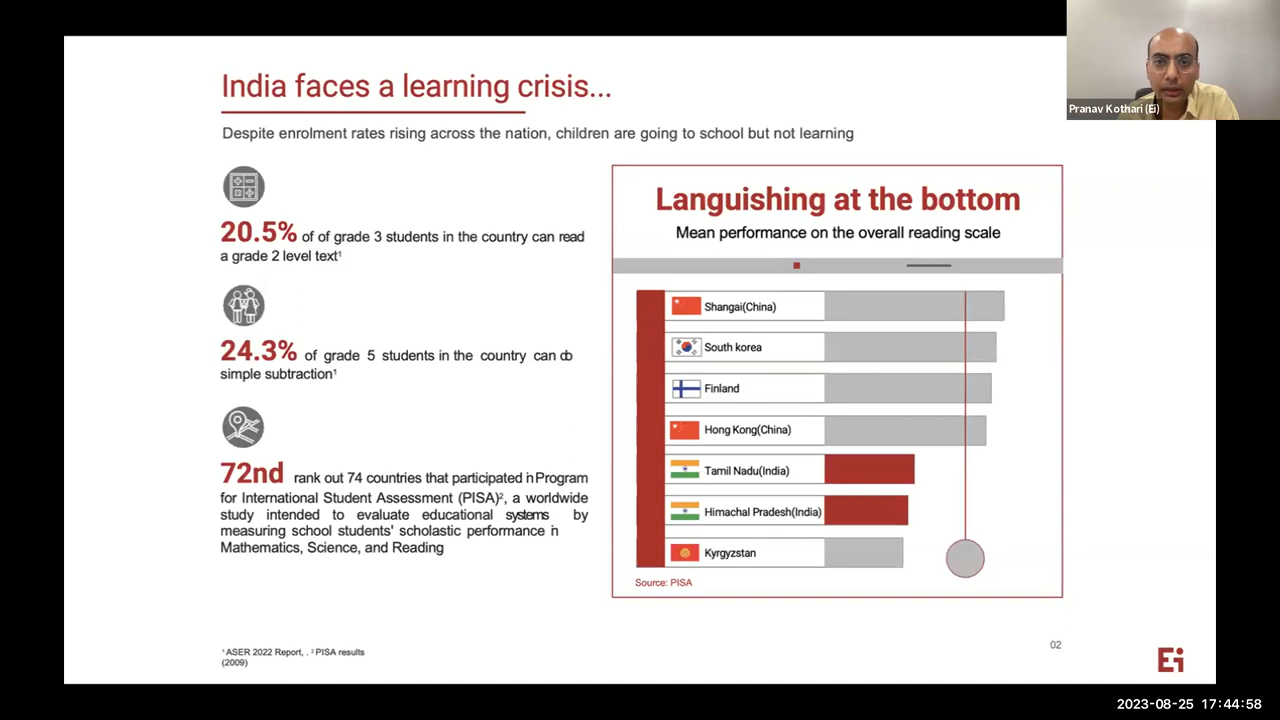 India faces a learning crisis...
Despite enrolment rates rising across the nation, children are going to school but not learning
20.5% of of grade 3 students in the country can read
a grade 2 level text¹
24.3% of grade 5 students in the country can do
simple subtraction¹
72nd rank out 74 countries that participated in Program
for International Student Assessment (PISA)², a worldwide
study intended to evaluate educational systems by
measuring school students' scholastic performance in
Mathematics, Science, and Reading
¹ ASER 2022 Report, . ² PISA results
(2009)
Languishing at the bottom
Mean performance on the overall reading scale
Shangai(China)
South korea
Finland
Hong Kong(China)
Tamil Nadu(India)
Himachal Pradesh(India)
Kyrgyzstan
Source: PISA
02
Ei
Pranav Kothari (Ei)
2023-08-25 17:44:58